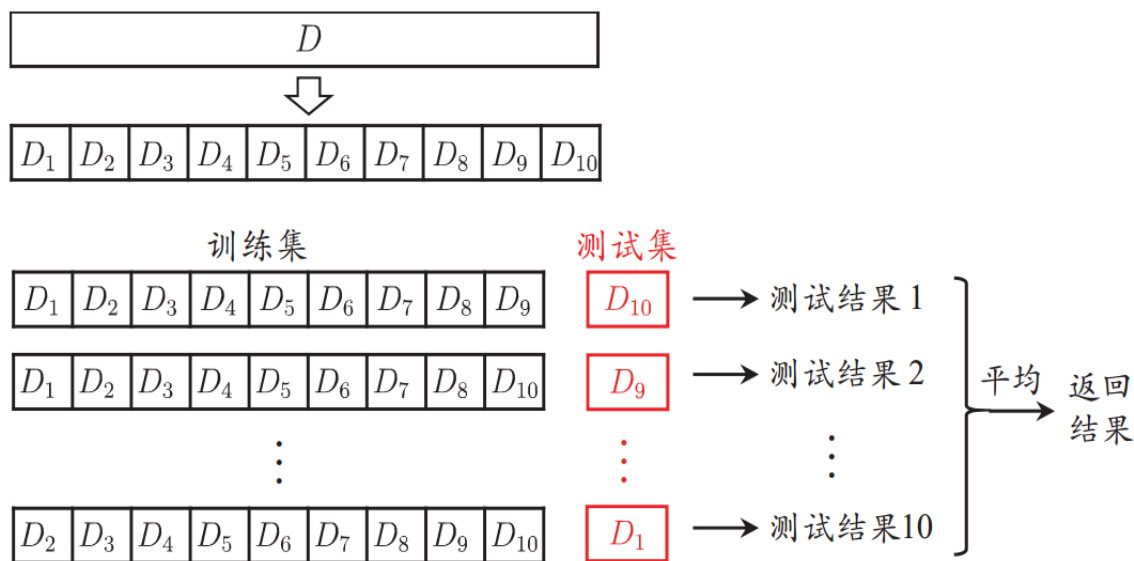 D
D₁ D₂ D₃ D₄ D₅ D₆ D₇ D₈ D₉ D₁₀
训练集 测试集
D₁ D₂ D₃ D₄ D₅ D₆ D₇ D₈ D₉ D₁₀ 测试结果1
D₁ D₂ D₃ D₄ D₅ D₆ D₇ D₈ D₁₀ D₉ 测试结果2
平均 返回
结果
⋮ ⋮ ⋮
D₂ D₃ D₄ D₅ D₆ D₇ D₈ D₉ D₁₀ D₁ 测试结果10